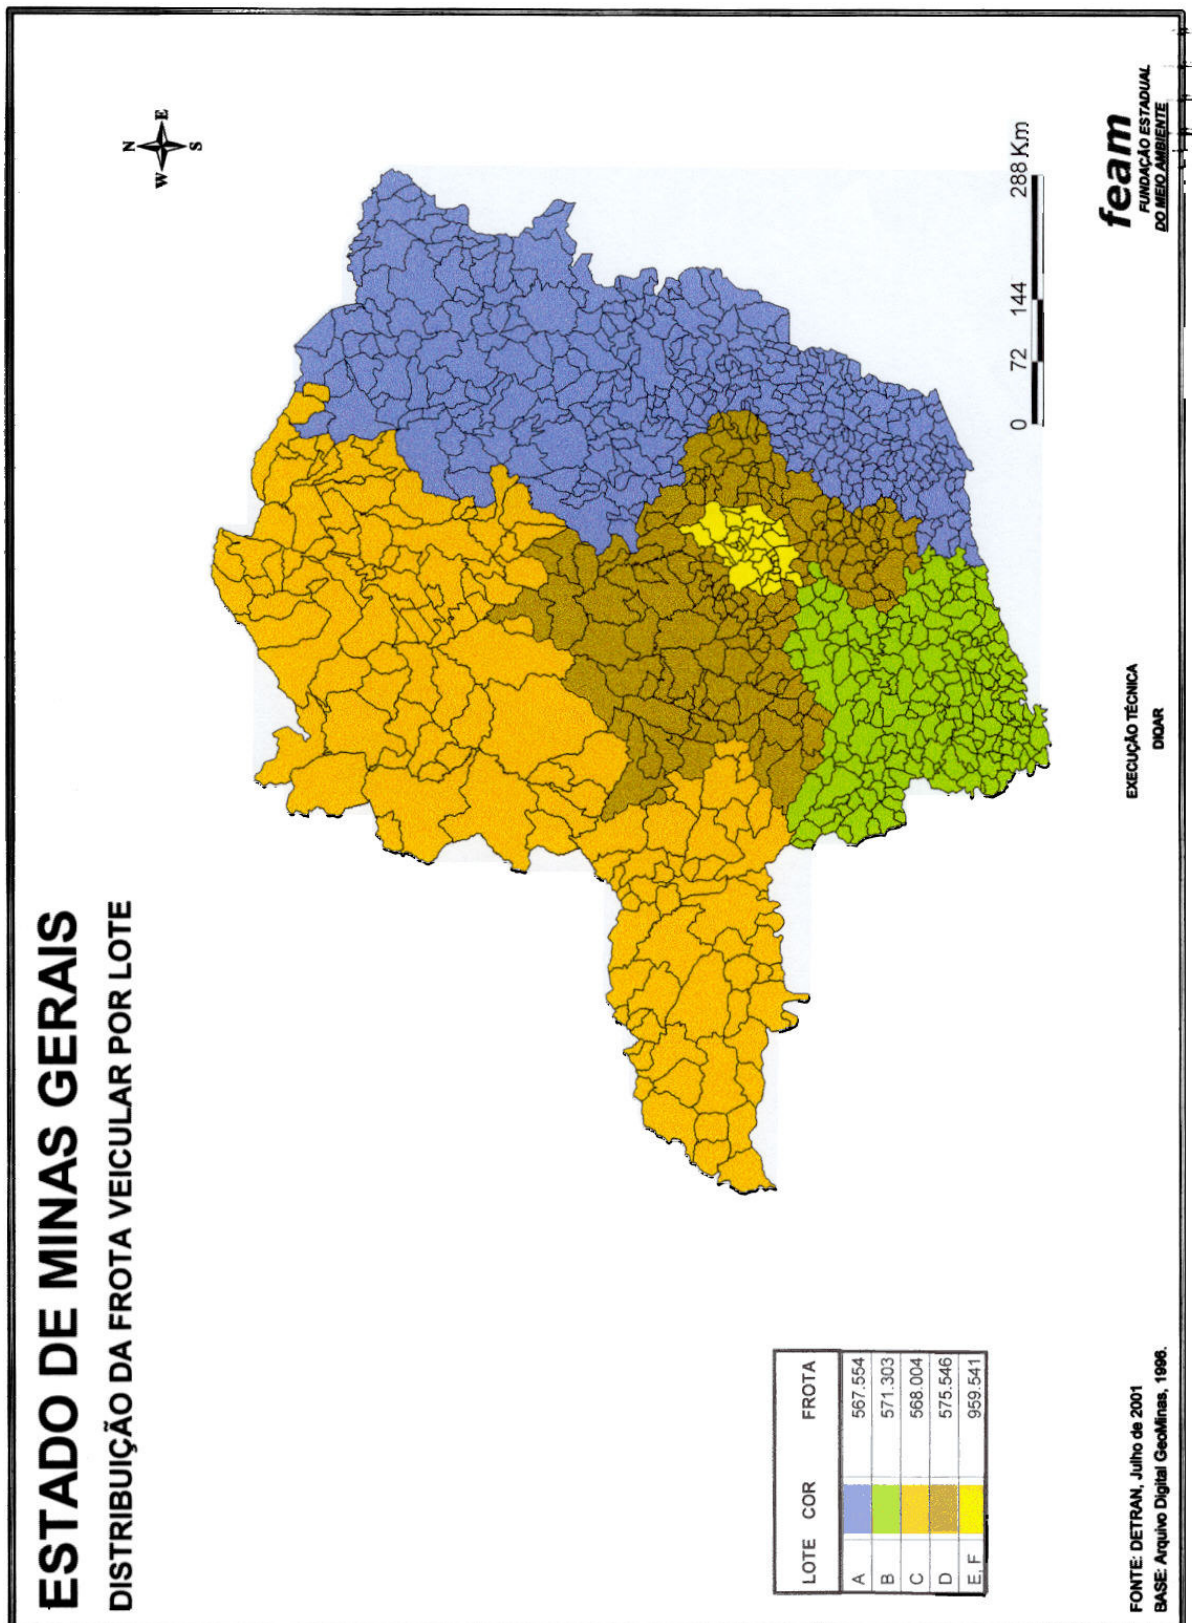 ESTADO DE MINAS GERAIS
DISTRIBUIÇÃO DA FROTA VEICULAR POR LOTE
N
W E
S
LOTE COR FROTA
A 567.554
B 571.303
C 568.004
D 575.546
E, F 959.541
0 72 144 288 Km
EXECUÇÃO TÉCNICA
DIQAR
feam
FUNDAÇÃO ESTADUAL
DO MEIO AMBIENTE
FONTE: DETRAN, Julho de 2001
BASE: Arquivo Digital GeoMinas, 1996.